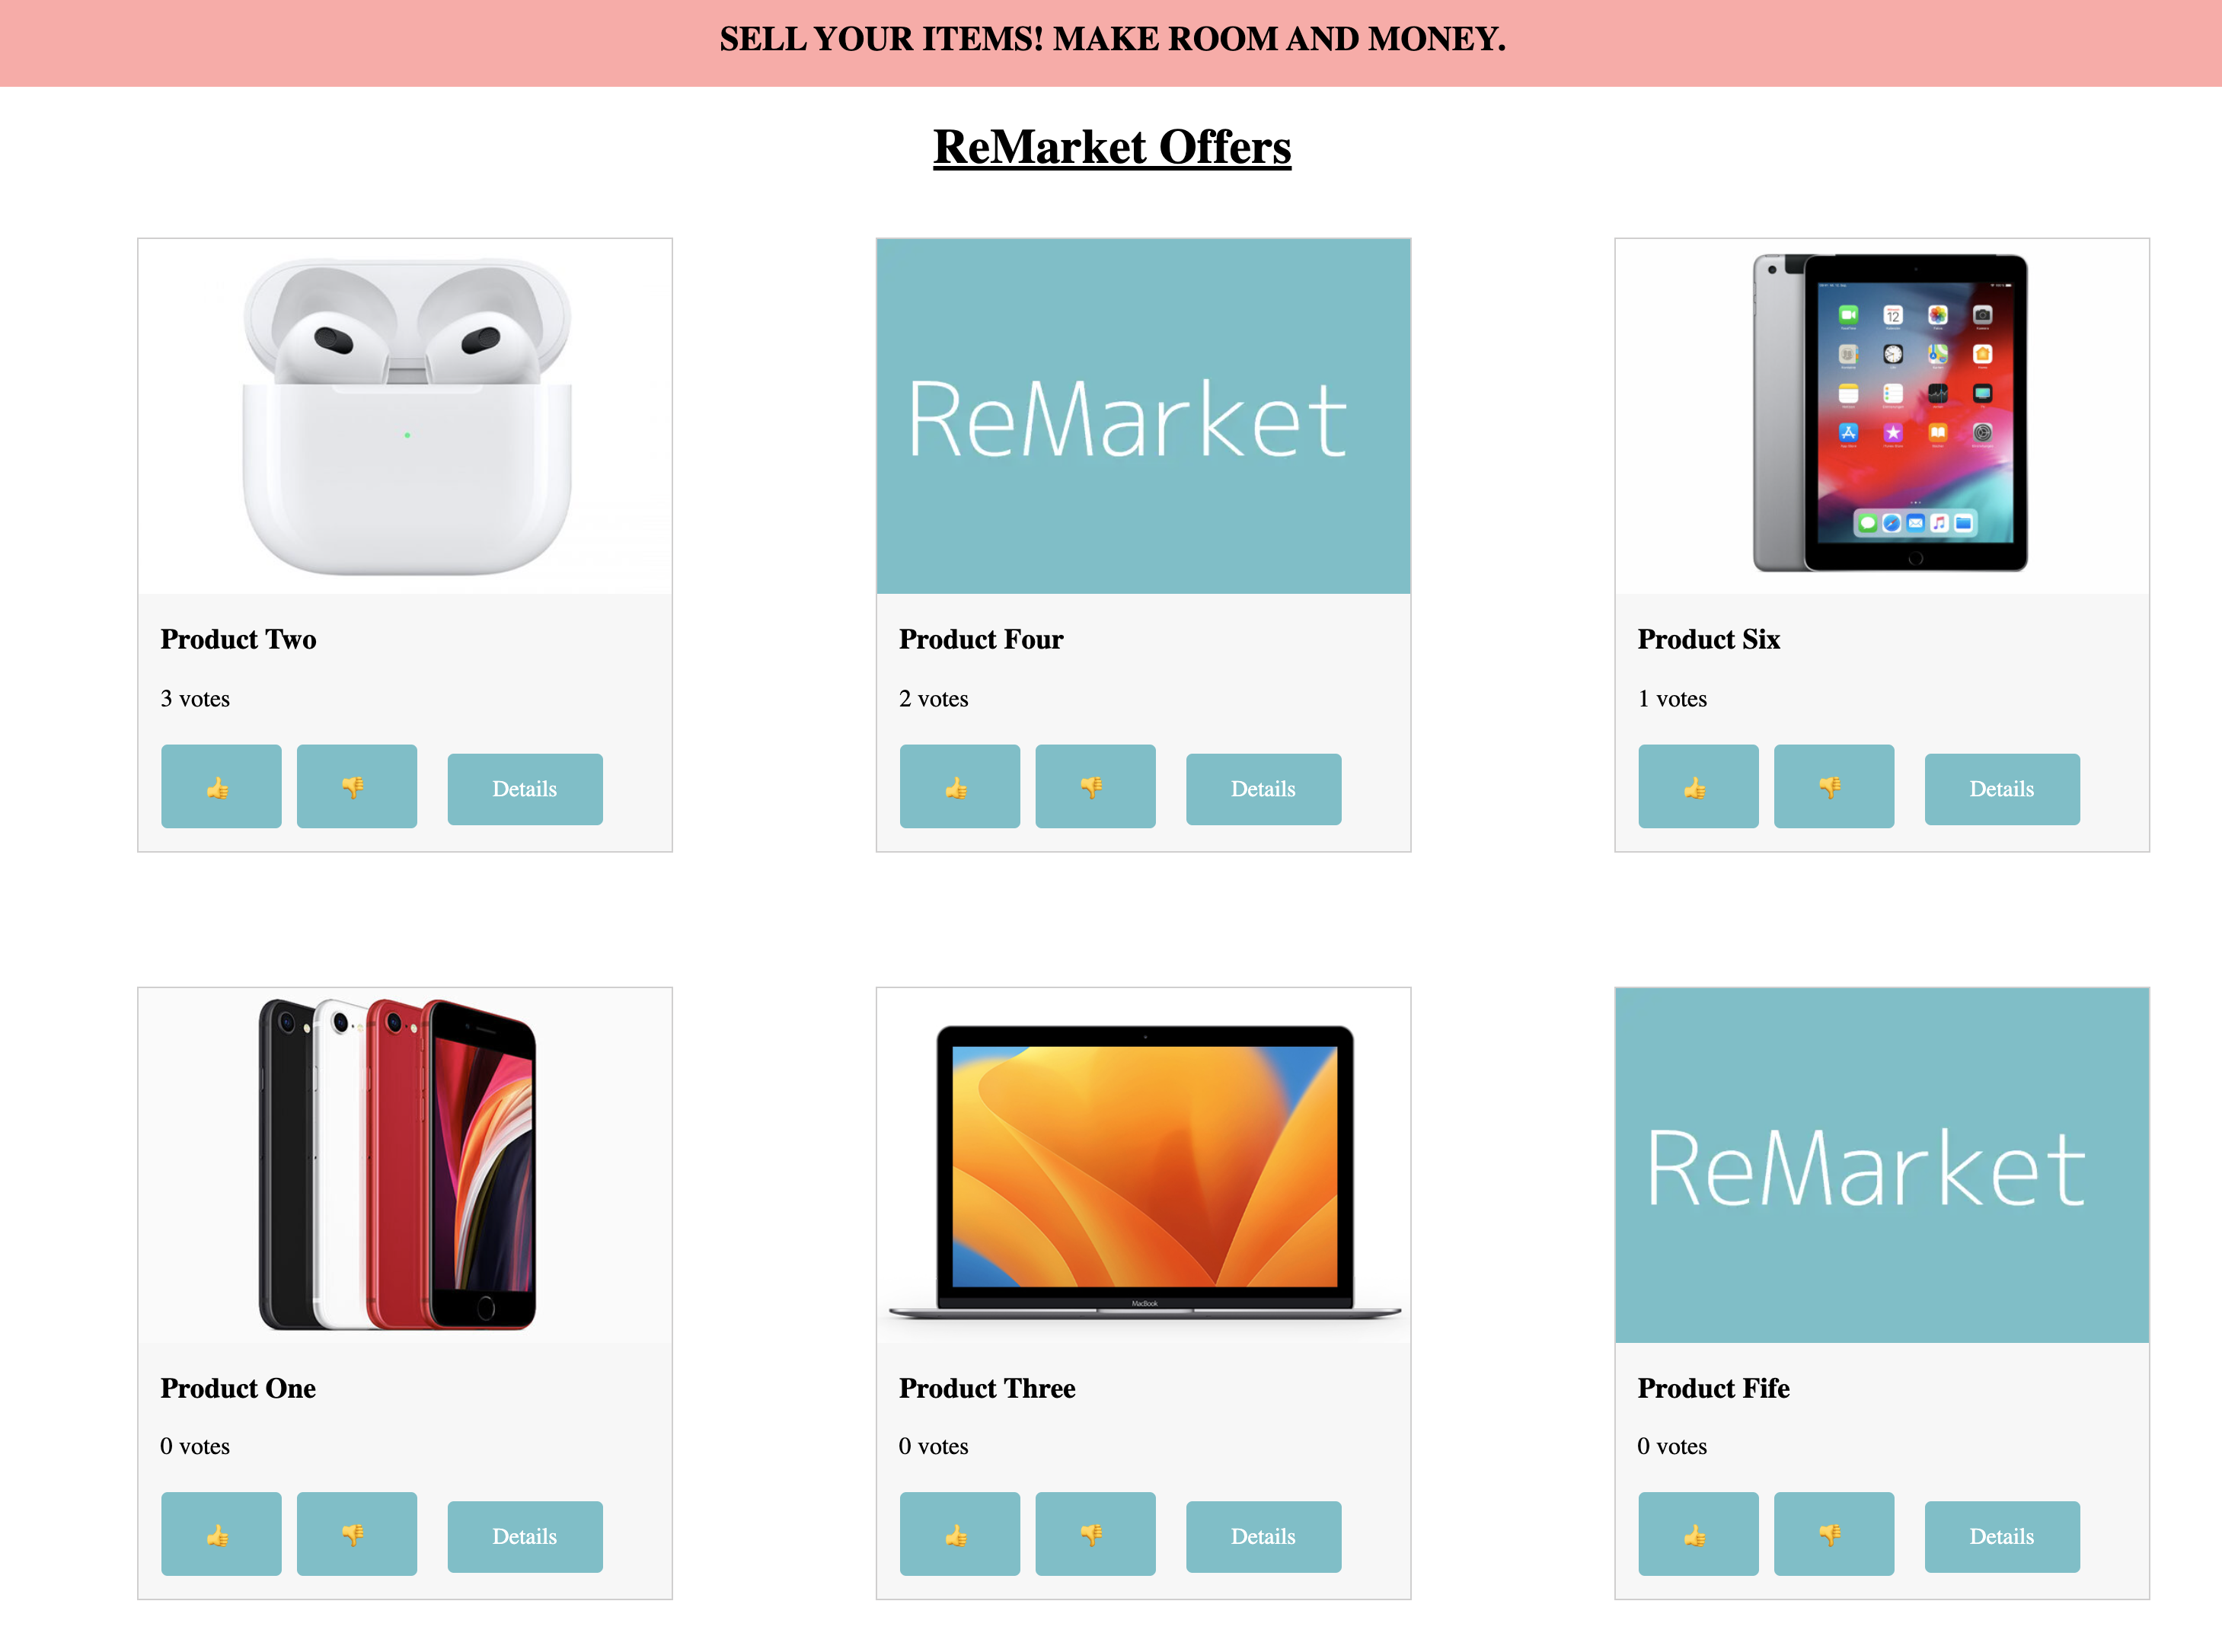 SELL YOUR ITEMS! MAKE ROOM AND MONEY.
ReMarket Offers
ReMarket
12
Product Two
Product Four
Product Six
3 votes
2 votes
1 votes
Details
Details
Details
MacBook
ReMarket
Product One
Product Three
Product Fife
0 votes
0 votes
0 votes
Details
Details
Details